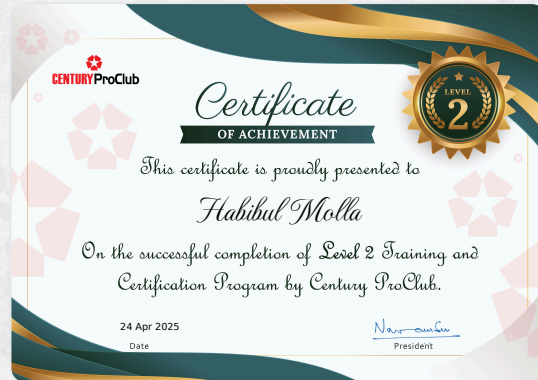 CENTURY ProClub
Certificate
OF ACHIEVEMENT
LEVEL
2
This certificate is proudly presented to
Habibul Molla
On the successful completion of Level 2 Training and
Certification Program by Century ProClub.
24 Apr 2025
Date
President